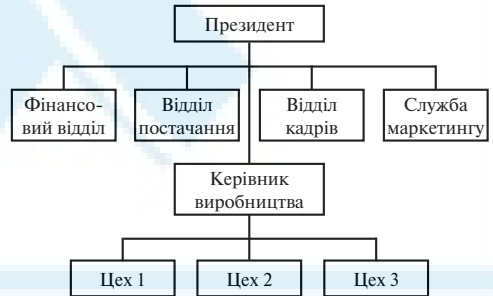 Президент
Фінансо-
вий відділ
Відділ
постачання
Відділ
кадрів
Служба
маркетингу
Керівник
виробництва
Цех 1
Цех 2
Цех 3